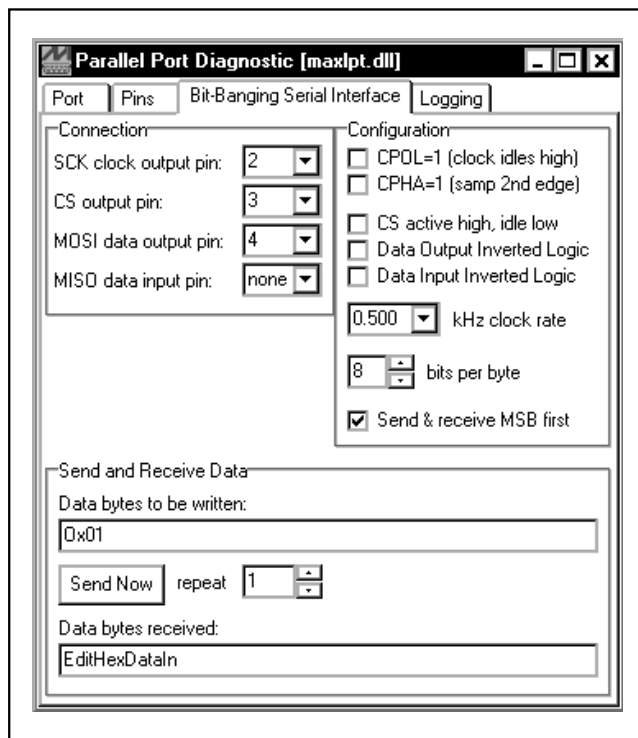 Parallel Port Diagnostic [maxlpt.dll]
Port Pins Bit-Banging Serial Interface Logging
Connection
SCK clock output pin: 2
CS output pin: 3
MOSI data output pin: 4
MISO data input pin: none
Configuration
CPOL=1 (clock idles high)
CPHA=1 (samp 2nd edge)
CS active high, idle low
Data Output Inverted Logic
Data Input Inverted Logic
0.500 kHz clock rate
8 bits per byte
Send & receive MSB first
Send and Receive Data
Data bytes to be written:
0x01
Send Now repeat 1
Data bytes received:
EditHexDataIn